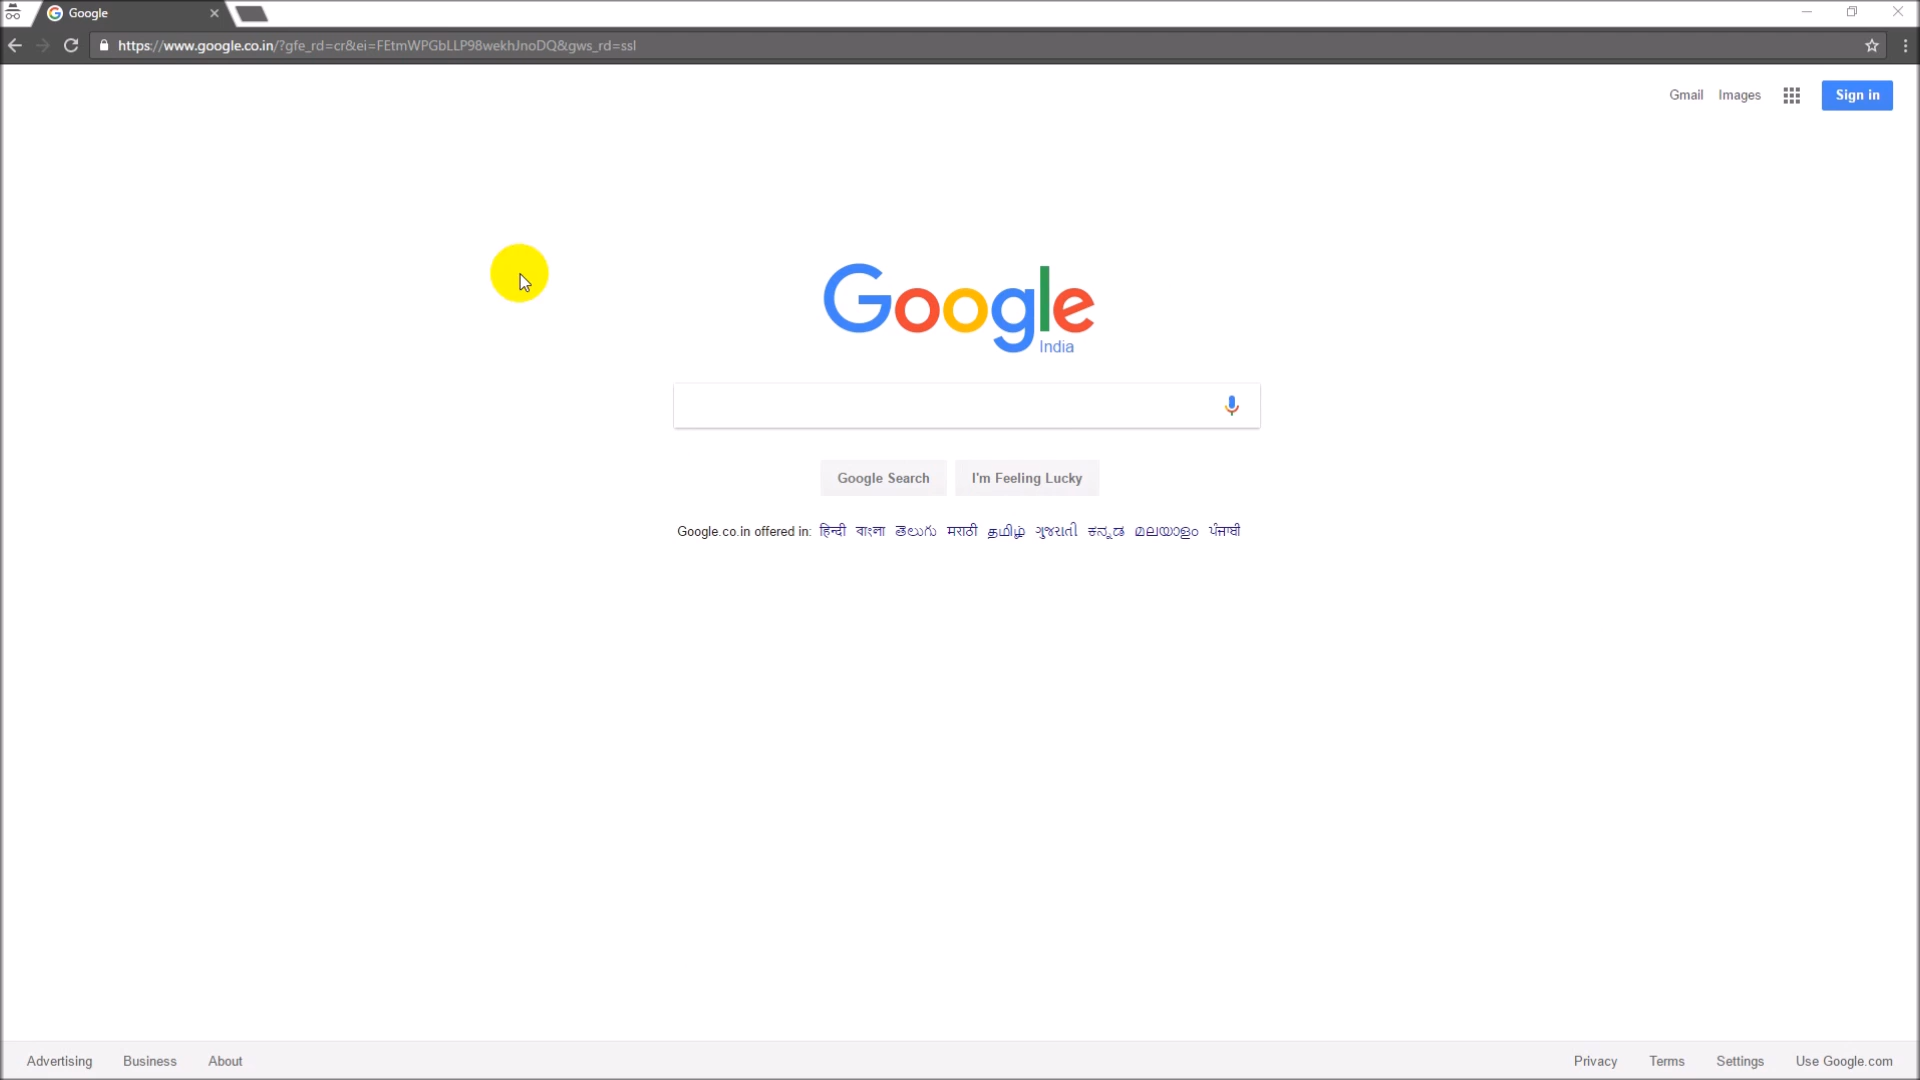 Google
https://www.google.co.in/?gfe_rd=cr&ei=FEtmWPGbLLP98wekhJnoDQ&gws_rd=ssl
Gmail Images Sign in
Google
India
Google Search I'm Feeling Lucky
Google.co.in offered in: हिन्दी বাংলা తెలుగు मराठी தமிழ் ગુજરાતી ಕನ್ನಡ മലയാളം ਪੰਜਾਬੀ
Advertising Business About Privacy Terms Settings Use Google.com